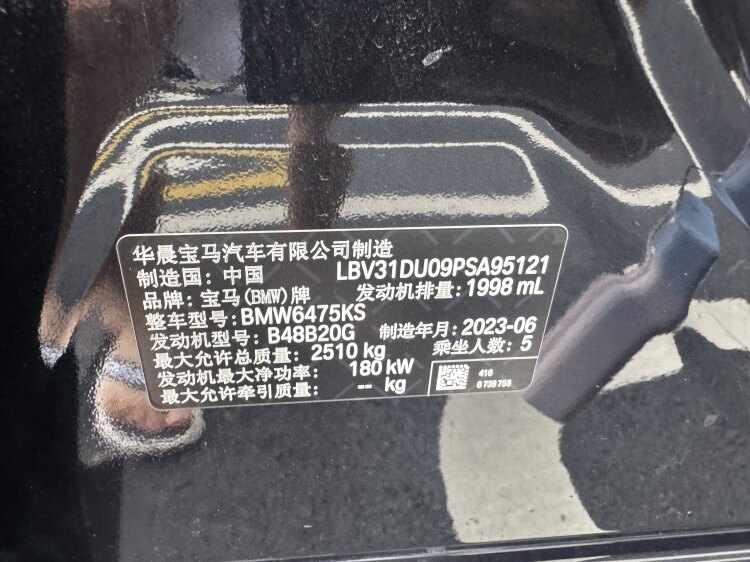 华晨宝马汽车有限公司制造
制造国: 中国 LBV31DU09PSA95121
品牌: 宝马(BMW)牌 发动机排量: 1998 mL
整车型号: BMW6475KS
发动机型号: B48B20G 制造年月: 2023-06
最大允许总质量: 2510 kg 乘坐人数: 5
发动机最大净功率: 180 kW
最大允许牵引质量: -- kg
416
8 739 756